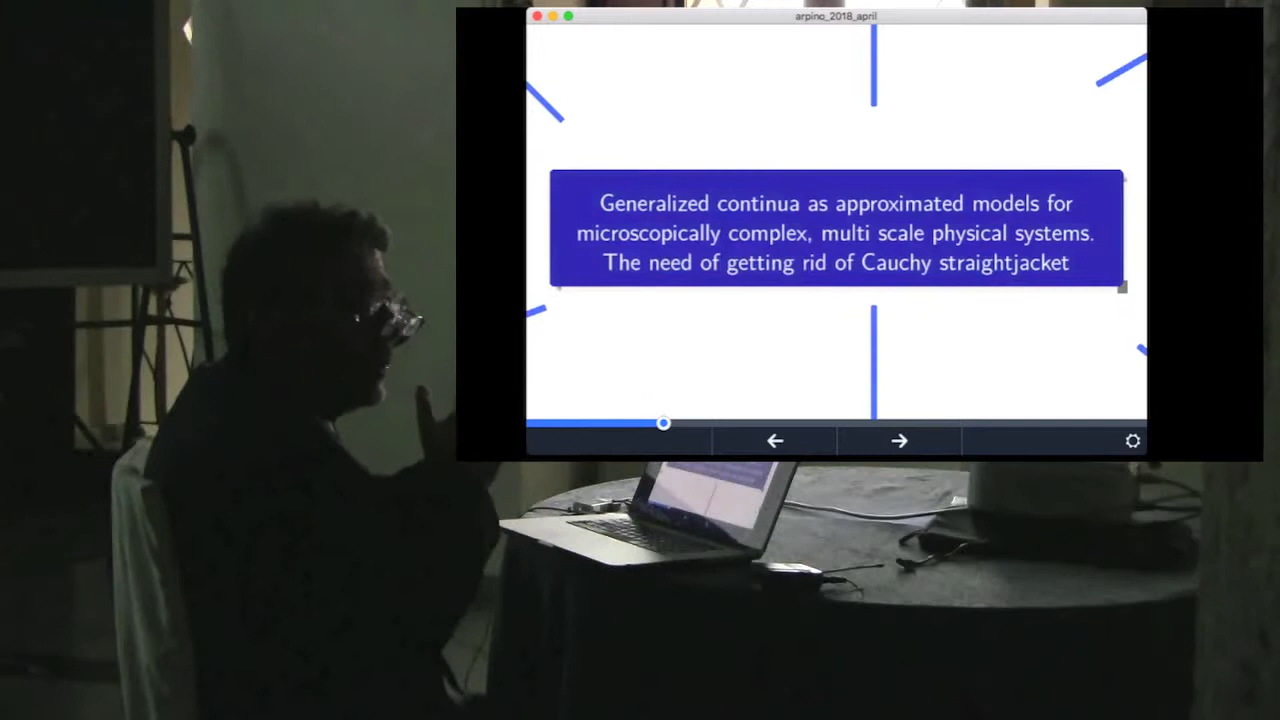 arpino_2018_april
Generalized continua as approximated models for
microscopically complex, multi scale physical systems.
The need of getting rid of Cauchy straightjacket